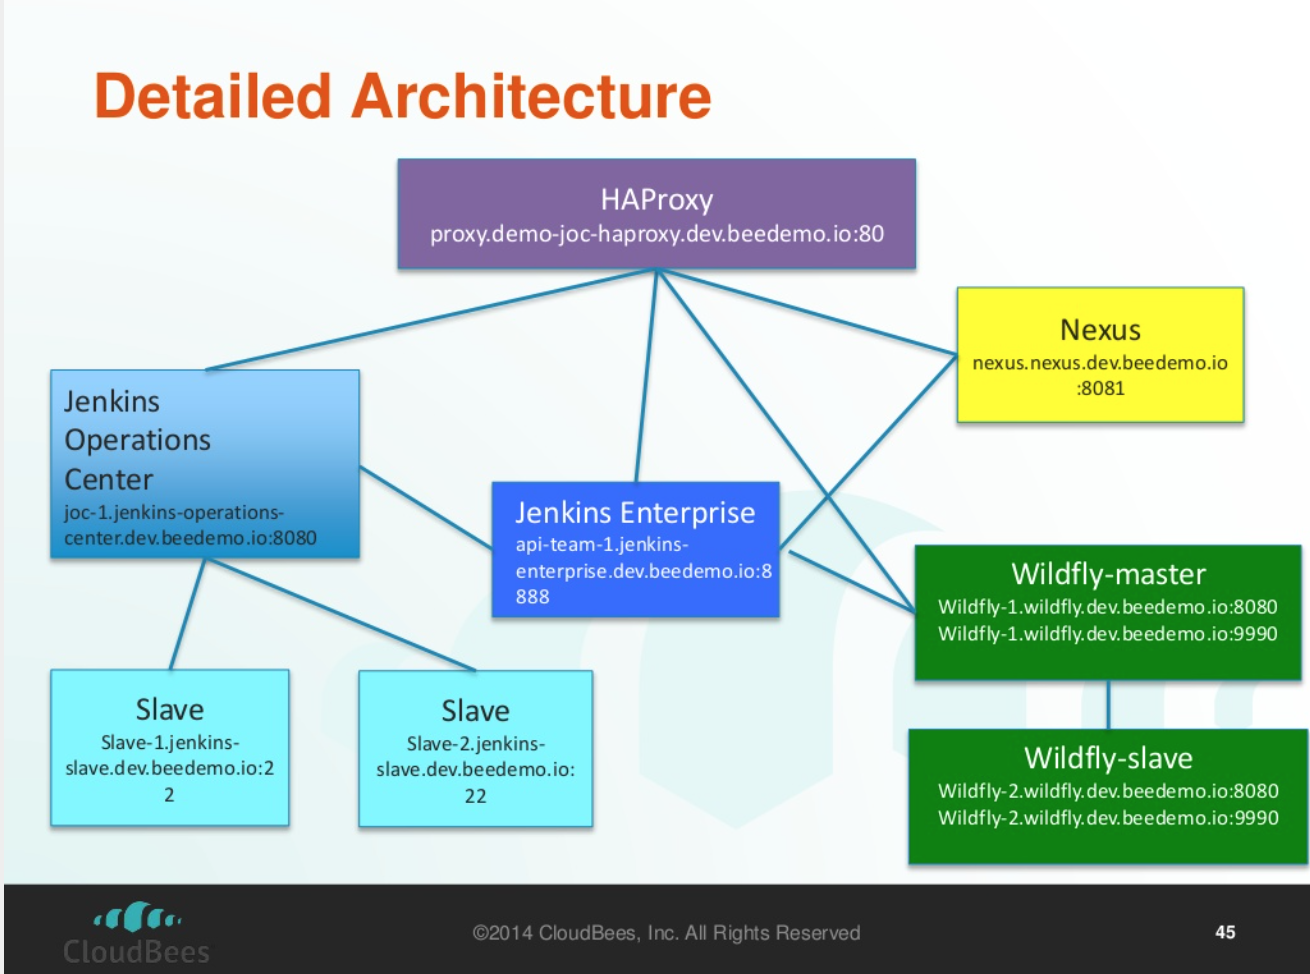 Detailed Architecture
HAProxy
proxy.demo-joc-haproxy.dev.beedemo.io:80
Nexus
nexus.nexus.dev.beedemo.io
:8081
Jenkins
Operations
Center
joc-1.jenkins-operations-
center.dev.beedemo.io:8080
Jenkins Enterprise
api-team-1.jenkins-
enterprise.dev.beedemo.io:8
888
Wildfly-master
Wildfly-1.wildfly.dev.beedemo.io:8080
Wildfly-1.wildfly.dev.beedemo.io:9990
Slave
Slave-1.jenkins-
slave.dev.beedemo.io:2
2
Slave
Slave-2.jenkins-
slave.dev.beedemo.io:
22
Wildfly-slave
Wildfly-2.wildfly.dev.beedemo.io:8080
Wildfly-2.wildfly.dev.beedemo.io:9990
CloudBees
©2014 CloudBees, Inc. All Rights Reserved
45